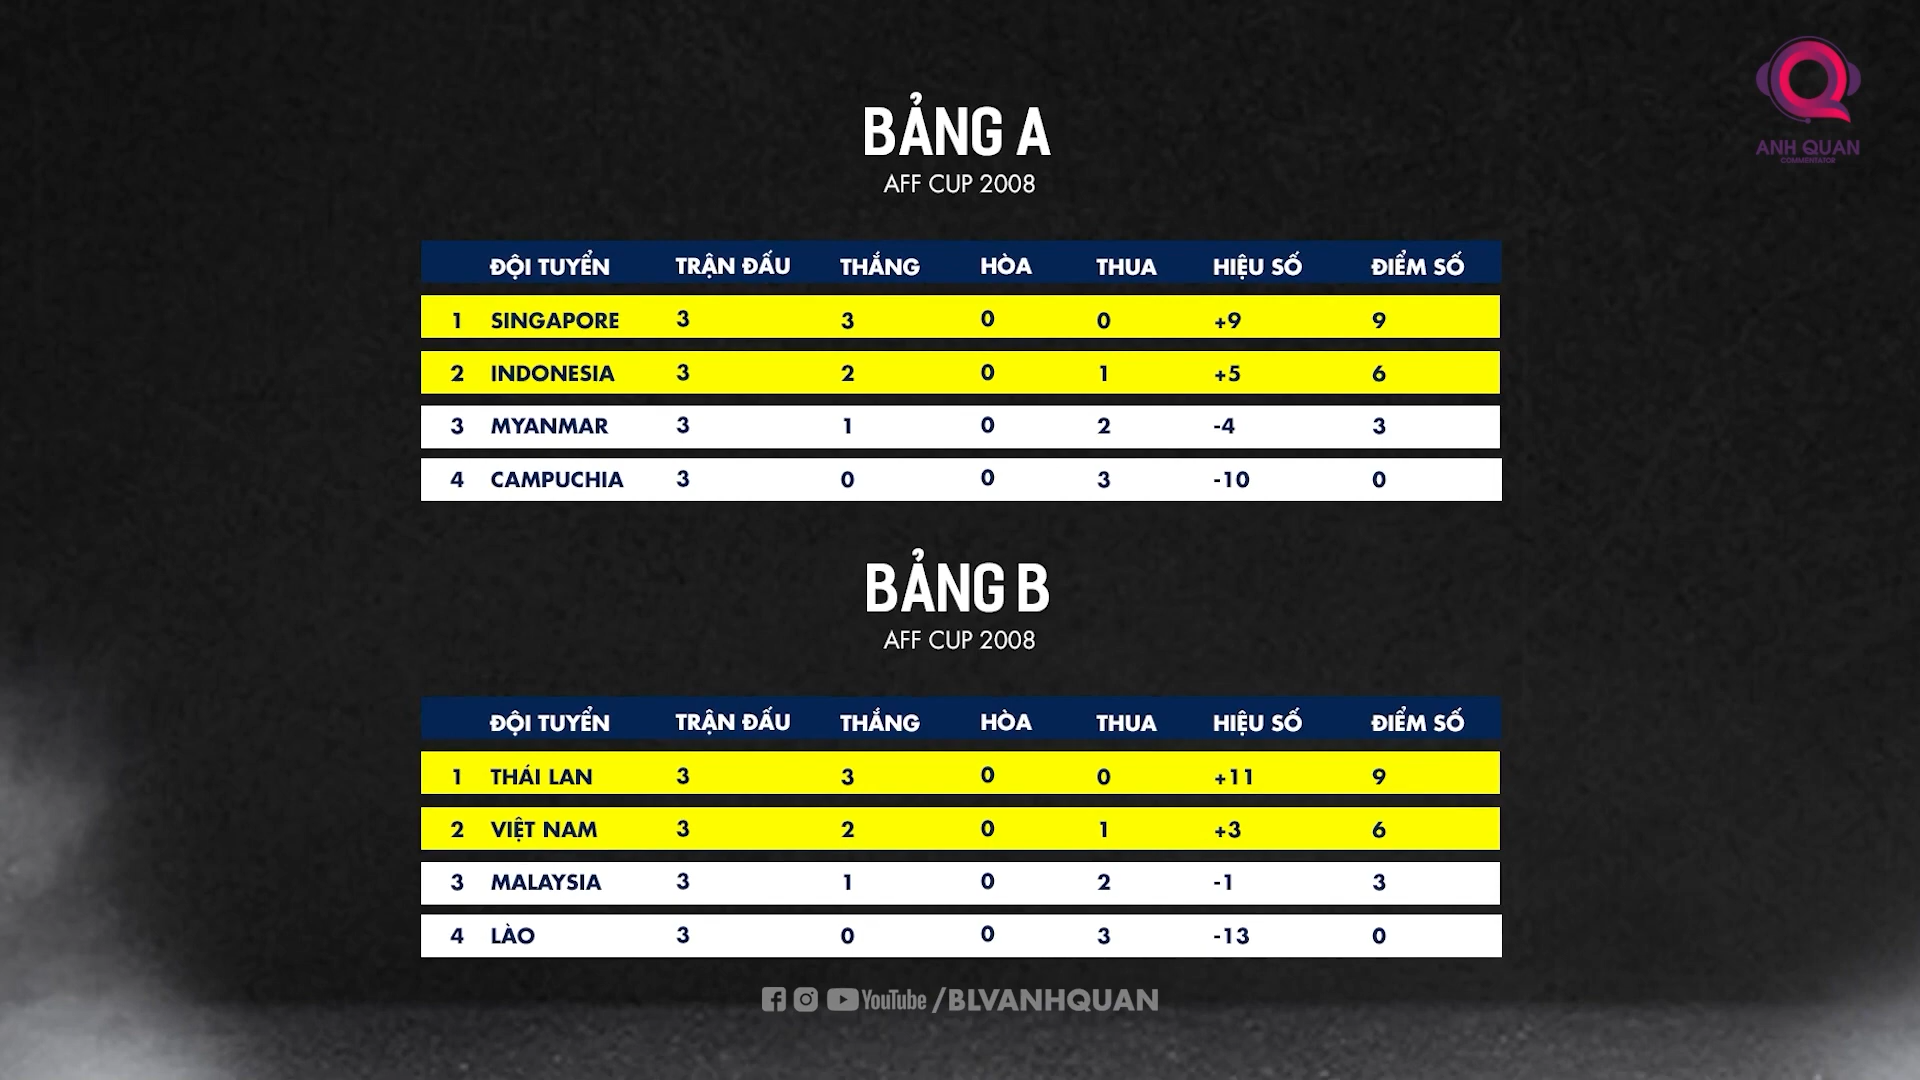 ANH QUAN
COMMENTATOR
BẢNG A
AFF CUP 2008
ĐỘI TUYỂN TRẬN ĐẤU THẮNG HÒA THUA HIỆU SỐ ĐIỂM SỐ
1 SINGAPORE 3 3 0 0 +9 9
2 INDONESIA 3 2 0 1 +5 6
3 MYANMAR 3 1 0 2 -4 3
4 CAMPUCHIA 3 0 0 3 -10 0
BẢNG B
AFF CUP 2008
ĐỘI TUYỂN TRẬN ĐẤU THẮNG HÒA THUA HIỆU SỐ ĐIỂM SỐ
1 THÁI LAN 3 3 0 0 +11 9
2 VIỆT NAM 3 2 0 1 +3 6
3 MALAYSIA 3 1 0 2 -1 3
4 LÀO 3 0 0 3 -13 0
YouTube /BLVANHQUAN